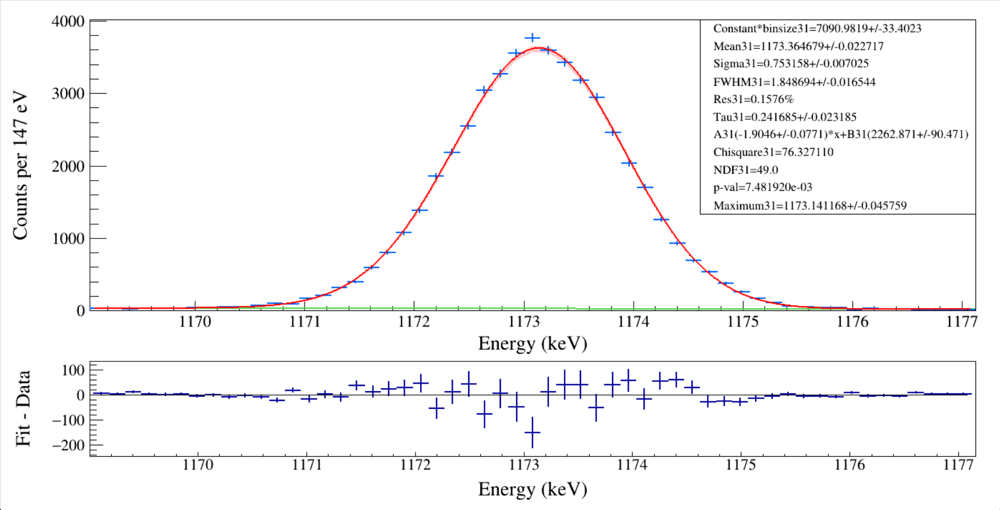 4000
3000
2000
1000
0
Counts per 147 eV
Constant*binsize31=7090.9819+/-33.4023
Mean31=1173.364679+/-0.022717
Sigma31=0.753158+/-0.007025
FWHM31=1.848694+/-0.016544
Res31=0.1576%
Tau31=0.241685+/-0.023185
A31(-1.9046+/-0.0771)*x+B31(2262.871+/-90.471)
Chisquare31=76.327110
NDF31=49.0
p-val=7.481920e-03
Maximum31=1173.141168+/-0.045759
1170 1171 1172 1173 1174 1175 1176 1177
Energy (keV)
100
0
−100
−200
Fit - Data
1170 1171 1172 1173 1174 1175 1176 1177
Energy (keV)